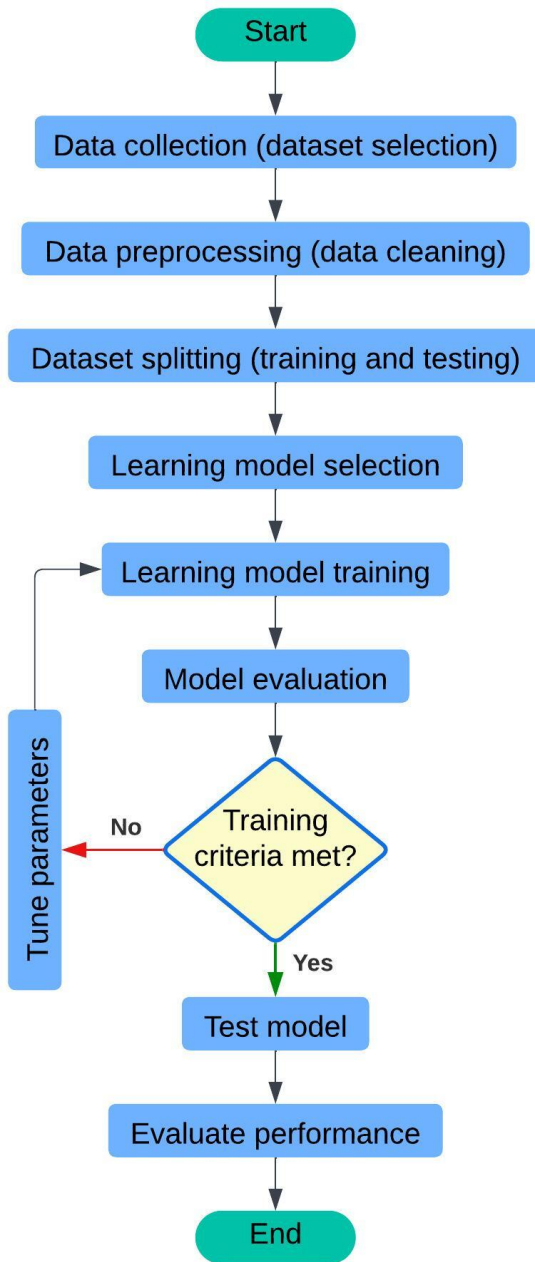 Start
Data collection (dataset selection)
Data preprocessing (data cleaning)
Dataset splitting (training and testing)
Learning model selection
Learning model training
Model evaluation
Tune parameters
No
Training
criteria met?
Yes
Test model
Evaluate performance
End